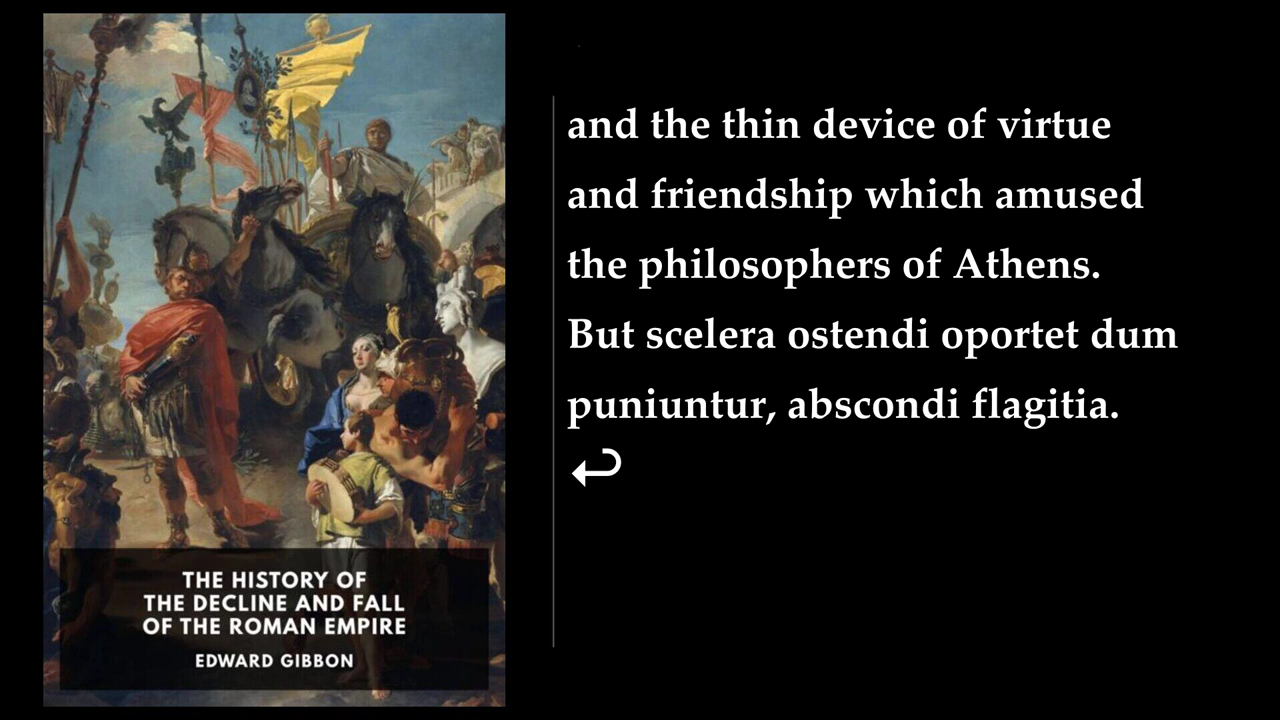 and the thin device of virtue
and friendship which amused
the philosophers of Athens.
But scelera ostendi oportet dum
puniuntur, abscondi flagitia.
↩
THE HISTORY OF
THE DECLINE AND FALL
OF THE ROMAN EMPIRE
EDWARD GIBBON